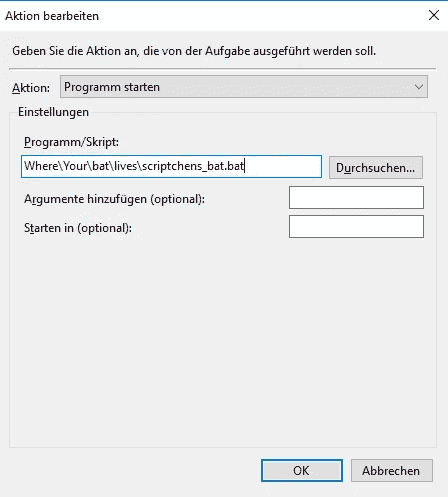 Aktion bearbeiten
Geben Sie die Aktion an, die von der Aufgabe ausgeführt werden soll.
Aktion: Programm starten
Einstellungen
Programm/Skript:
Where\Your\bat\lives\scriptchens_bat.bat Durchsuchen...
Argumente hinzufügen (optional):
Starten in (optional):
OK Abbrechen